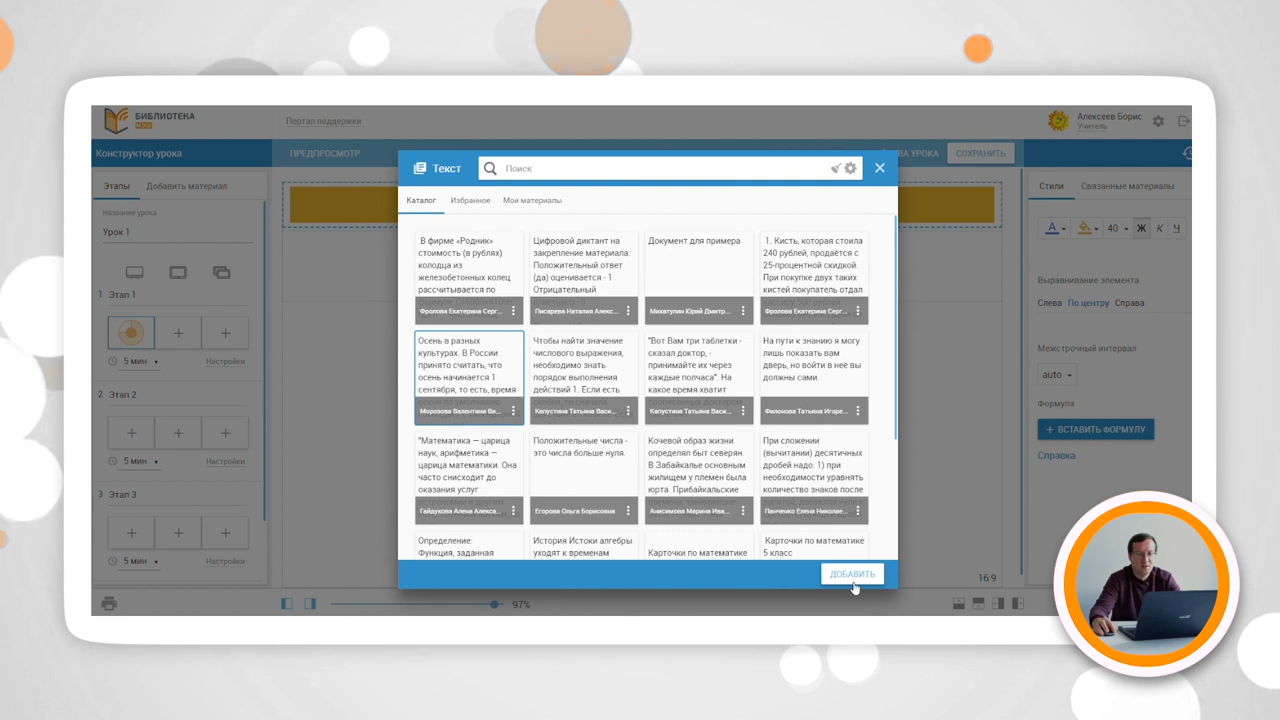 БИБЛИОТЕКА
МЭШ
Портал поддержки
Алексеев Борис
Учитель
Конструктор урока
ПРЕДПРОСМОТР
УРОКА
СОХРАНИТЬ
Этапы
Добавить материал
Название урока
Урок 1
1 Этап 1
5 мин
Настройки
2 Этап 2
5 мин
Настройки
3 Этап 3
5 мин
Настройки
97%
16:9
Текст
Поиск
Каталог
Избранное
Мои материалы
В фирме «Родник»
стоимость (в рублях)
колодца из
железобетонных колец
рассчитывается по
Фролова Екатерина Серг...
Цифровой диктант на
закрепление материала:
Положительный ответ
(да) оценивается - 1
Отрицательный
Писарева Наталия Алекс...
Документ для примера
Михатулин Юрий Дмитр...
1. Кисть, которая стоила
240 рублей, продаётся с
25-процентной скидкой.
При покупке двух таких
кистей покупатель отдал
Фролова Екатерина Серг...
Осень в разных
культурах. В России
принято считать, что
осень начинается 1
сентября, то есть, время
Морозова Валентина Ви...
Чтобы найти значение
числового выражения,
необходимо знать
порядок выполнения
действий 1. Если есть
Капустина Татьяна Васи...
"Вот Вам три таблетки -
сказал доктор, -
принимайте их через
каждые полчаса". На
какое время хватит
Капустина Татьяна Васи...
На пути к знанию я могу
лишь показать вам
дверь, но войти в неё вы
должны сами.
Филонова Татьяна Игоре...
"Математика — царица
наук, арифметика —
царица математики. Она
часто снисходит до
оказания услуг
Гайдукова Алена Алекса...
Положительные числа -
это числа больше нуля.
Егорова Ольга Борисовна
Кочевой образ жизни
определял быт северян.
В Забайкалье основным
жилищем у племен была
юрта. Прибайкальские
Анисимова Марина Ива...
При сложении
(вычитании) десятичных
дробей надо: 1) при
необходимости уравнять
количество знаков после
Панченко Елена Николае...
Определение:
Функция, заданная
История Истоки алгебры
уходят к временам
Карточки по математике
Карточки по математике
5 класс
ДОБАВИТЬ
Стили
Связанные материалы
А
40
Ж
К
Ч
Выравнивание элемента
Слева По центру Справа
Межстрочный интервал
auto
Формула
+ ВСТАВИТЬ ФОРМУЛУ
Справка